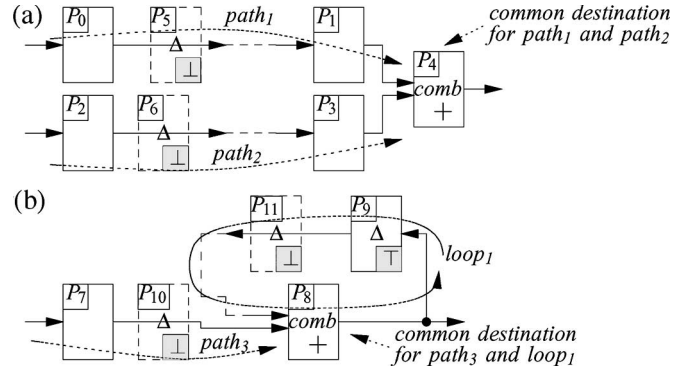 (a)
P0
P5
path1
P1
common destination
for path1 and path2
Δ
⊥
P4
comb
+
P2
P6
P3
Δ
⊥
path2
(b)
P11
P9
Δ
Δ
⊥
⊤
loop1
P7
P10
P8
Δ
comb
⊥
+
path3
common destination
for path3 and loop1